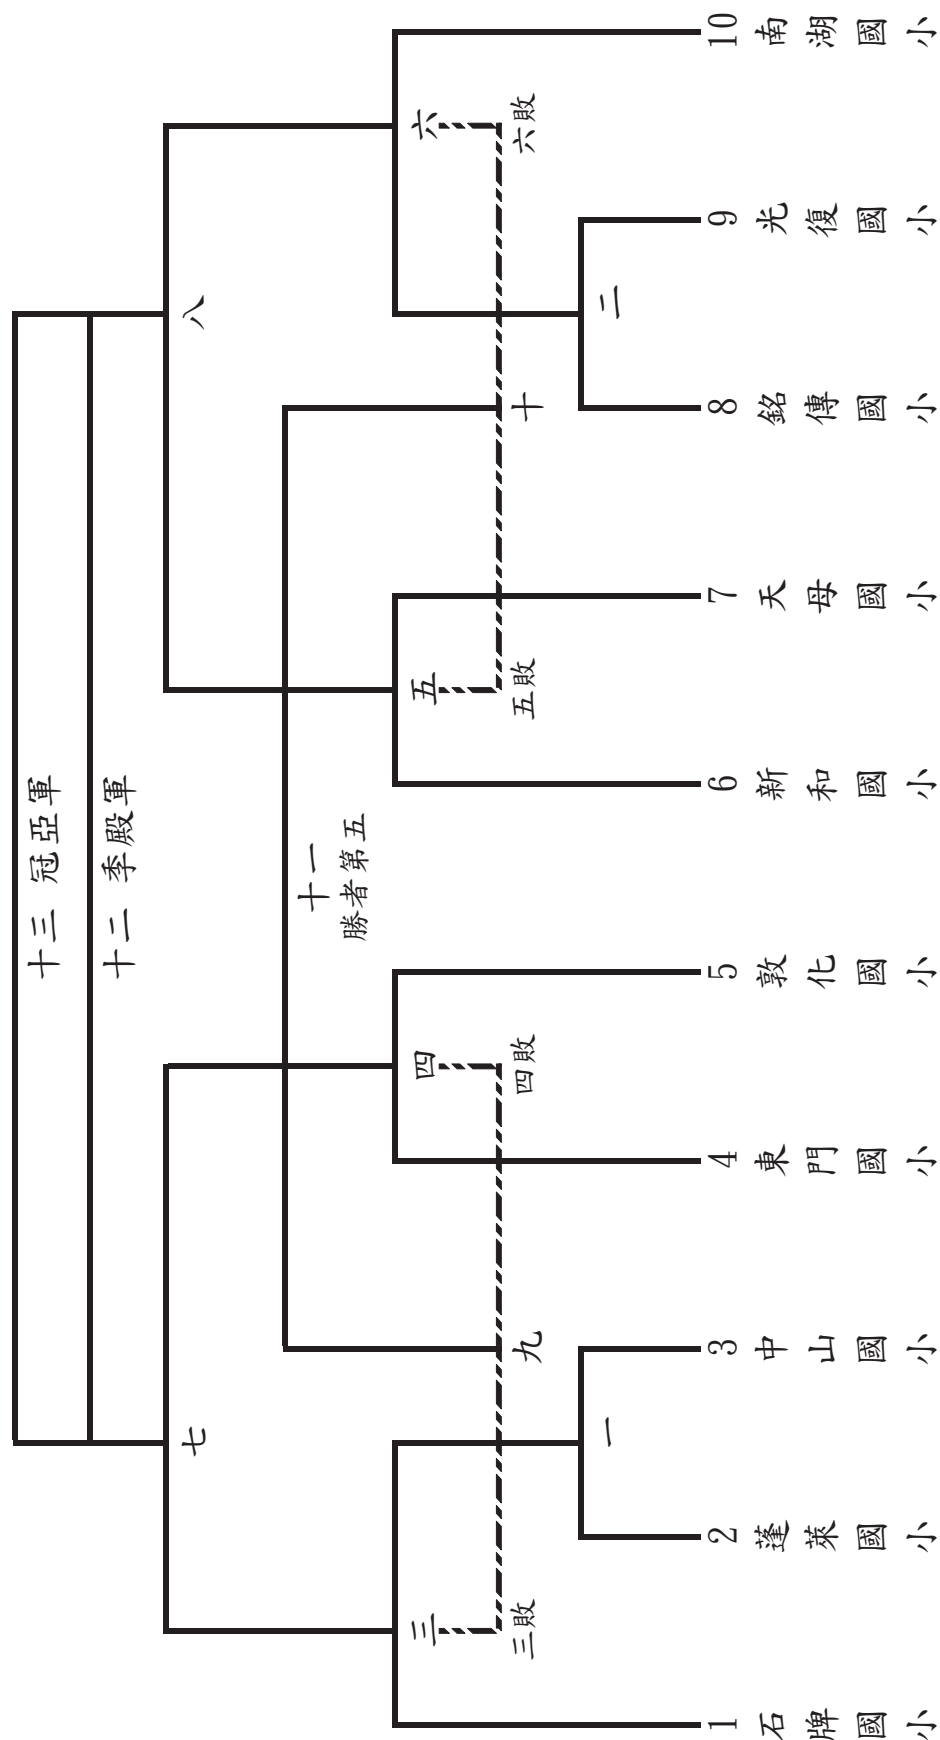 十三 冠亞軍
十二 季殿軍
七
八
十一
勝者第五
三
四
五
六
三敗
九
四敗
五敗
十
六敗
一
二
1 石牌國小
2 蓬萊國小
3 中山國小
4 東門國小
5 敦化國小
6 新和國小
7 天母國小
8 銘傳國小
9 光復國小
10 南湖國小